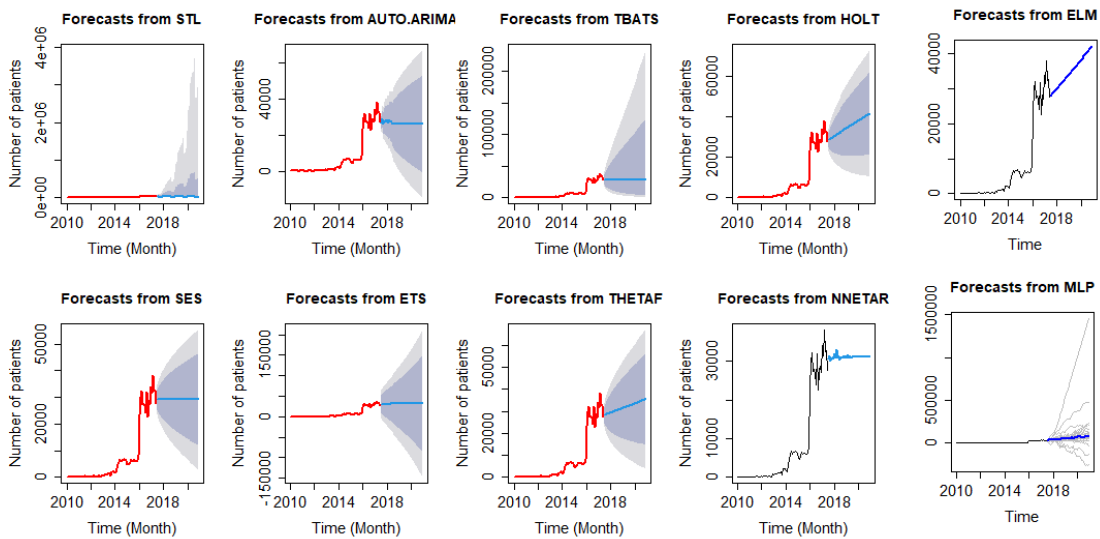 Forecasts from STL
Number of patients
0e+00 2e+06 4e+06
2010 2014 2018
Time (Month)
Forecasts from AUTO.ARIMA
Number of patients
0 40000
2010 2014 2018
Time (Month)
Forecasts from TBATS
Number of patients
0 50000 100000 200000
2010 2014 2018
Time (Month)
Forecasts from HOLT
Number of patients
0 20000 40000 60000
2010 2014 2018
Time (Month)
Forecasts from ELM
0 20000 40000
2010 2014 2018
Time
Forecasts from SES
Number of patients
0 20000 50000
2010 2014 2018
Time (Month)
Forecasts from ETS
Number of patients
-150000 0 150000
2010 2014 2018
Time (Month)
Forecasts from THETAF
Number of patients
0 20000 50000
2010 2014 2018
Time (Month)
Forecasts from NNETAR
Number of patients
0 10000 30000
2010 2014 2018
Time (Month)
Forecasts from MLP
0 500000 1500000
2010 2014 2018
Time